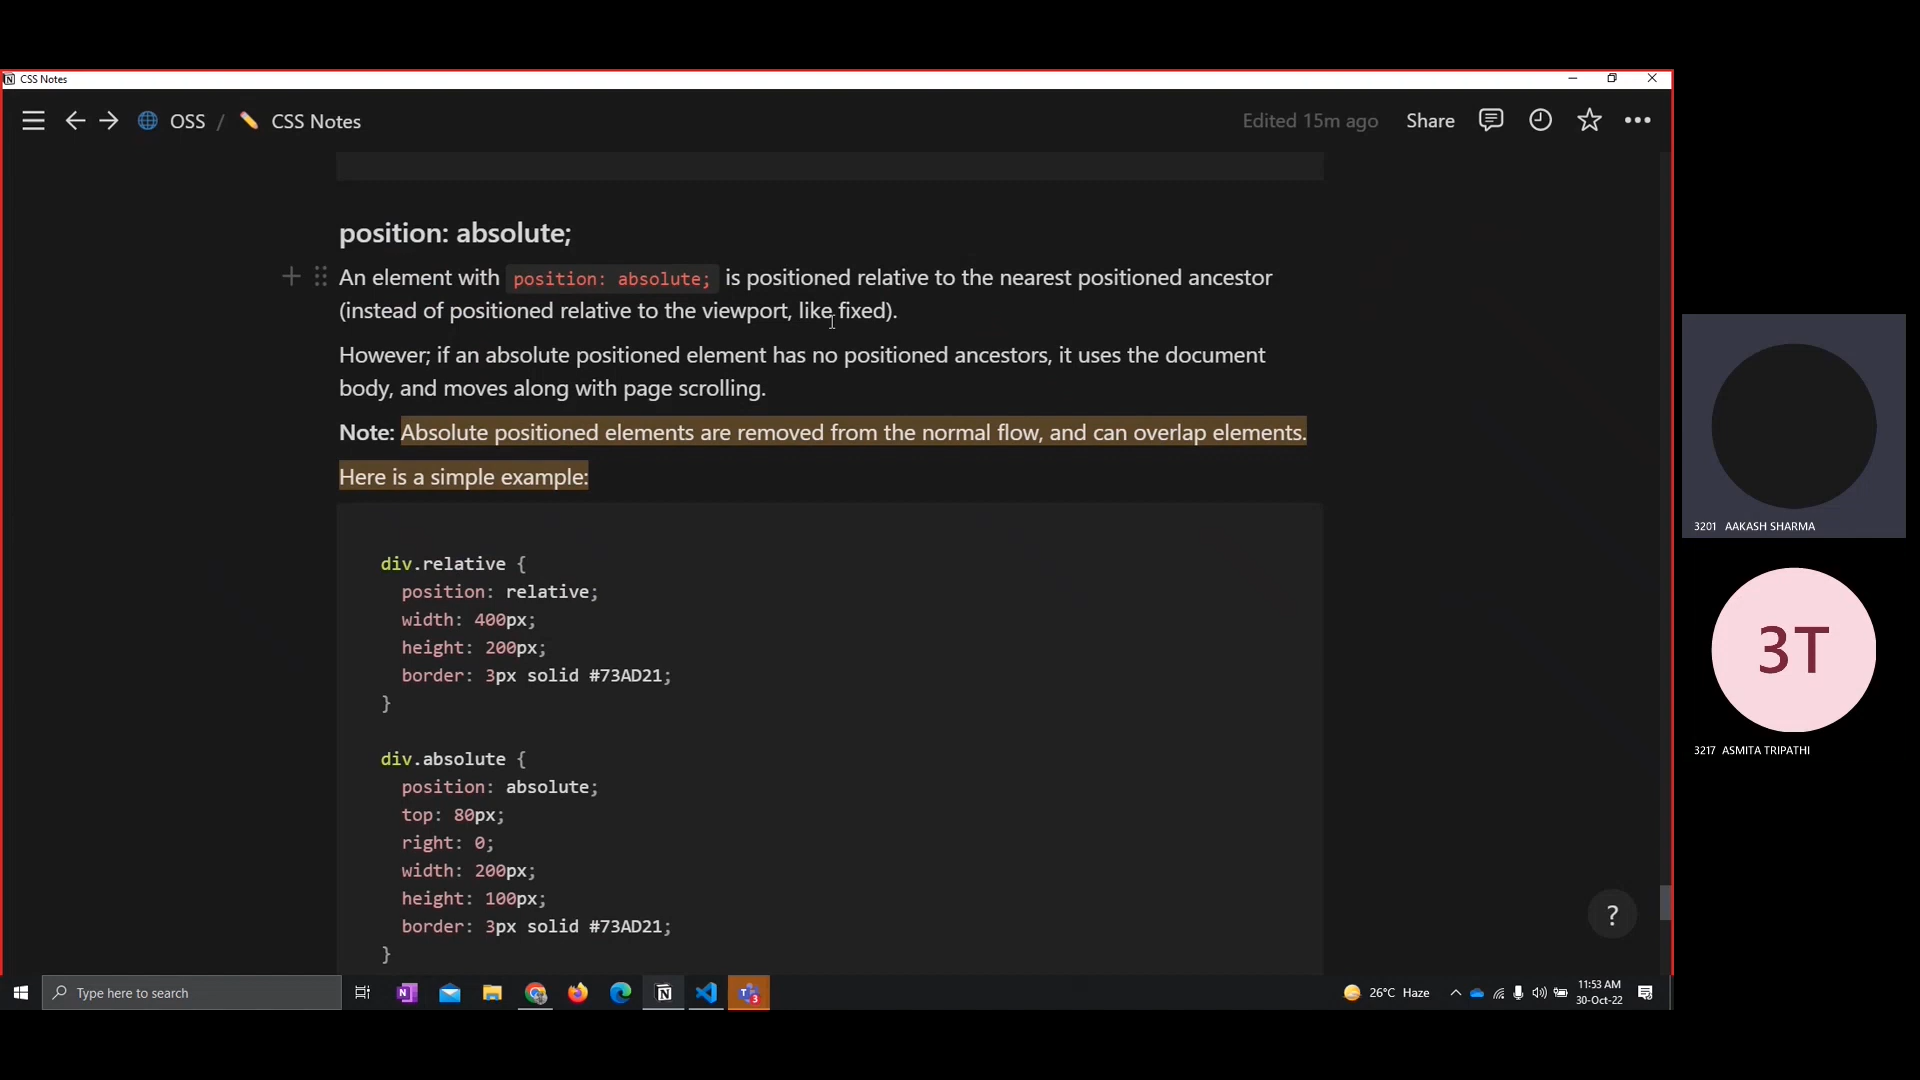 CSS Notes
OSS / CSS Notes
Edited 15m ago Share
position: absolute;
An element with position: absolute; is positioned relative to the nearest positioned ancestor
(instead of positioned relative to the viewport, like fixed).
However; if an absolute positioned element has no positioned ancestors, it uses the document
body, and moves along with page scrolling.
Note: Absolute positioned elements are removed from the normal flow, and can overlap elements.
Here is a simple example:
div.relative {
position: relative;
width: 400px;
height: 200px;
border: 3px solid #73AD21;
}
div.absolute {
position: absolute;
top: 80px;
right: 0;
width: 200px;
height: 100px;
border: 3px solid #73AD21;
}
?
3201 AAKASH SHARMA
3T
3217 ASMITA TRIPATHI
Type here to search
26°C Haze
11:53 AM
30-Oct-22